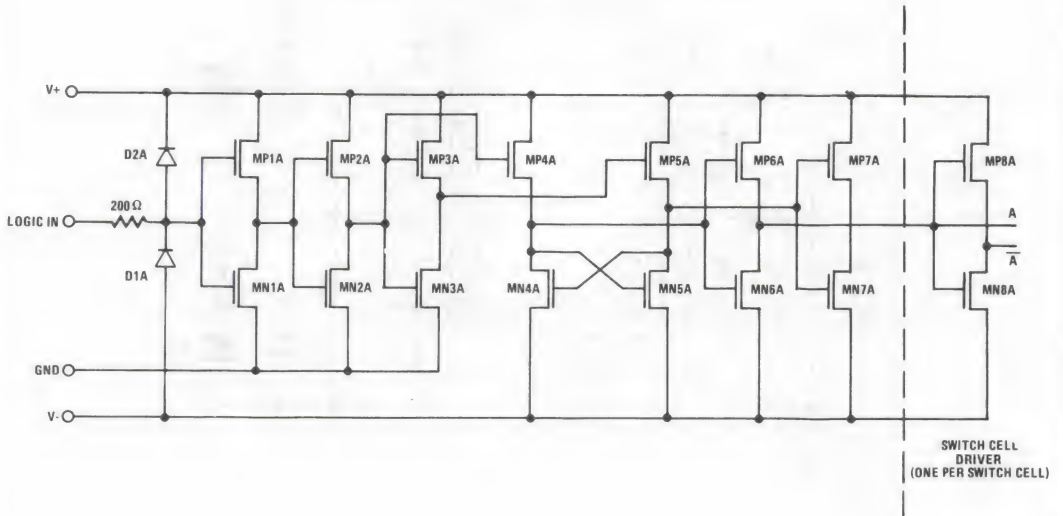 V+
D2A
MP1A
MP2A
MP3A
MP4A
MP5A
MP6A
MP7A
MP8A
200Ω
LOGIC IN
A
A̅
D1A
MN1A
MN2A
MN3A
MN4A
MN5A
MN6A
MN7A
MN8A
GND
V-
SWITCH CELL
DRIVER
(ONE PER SWITCH CELL)